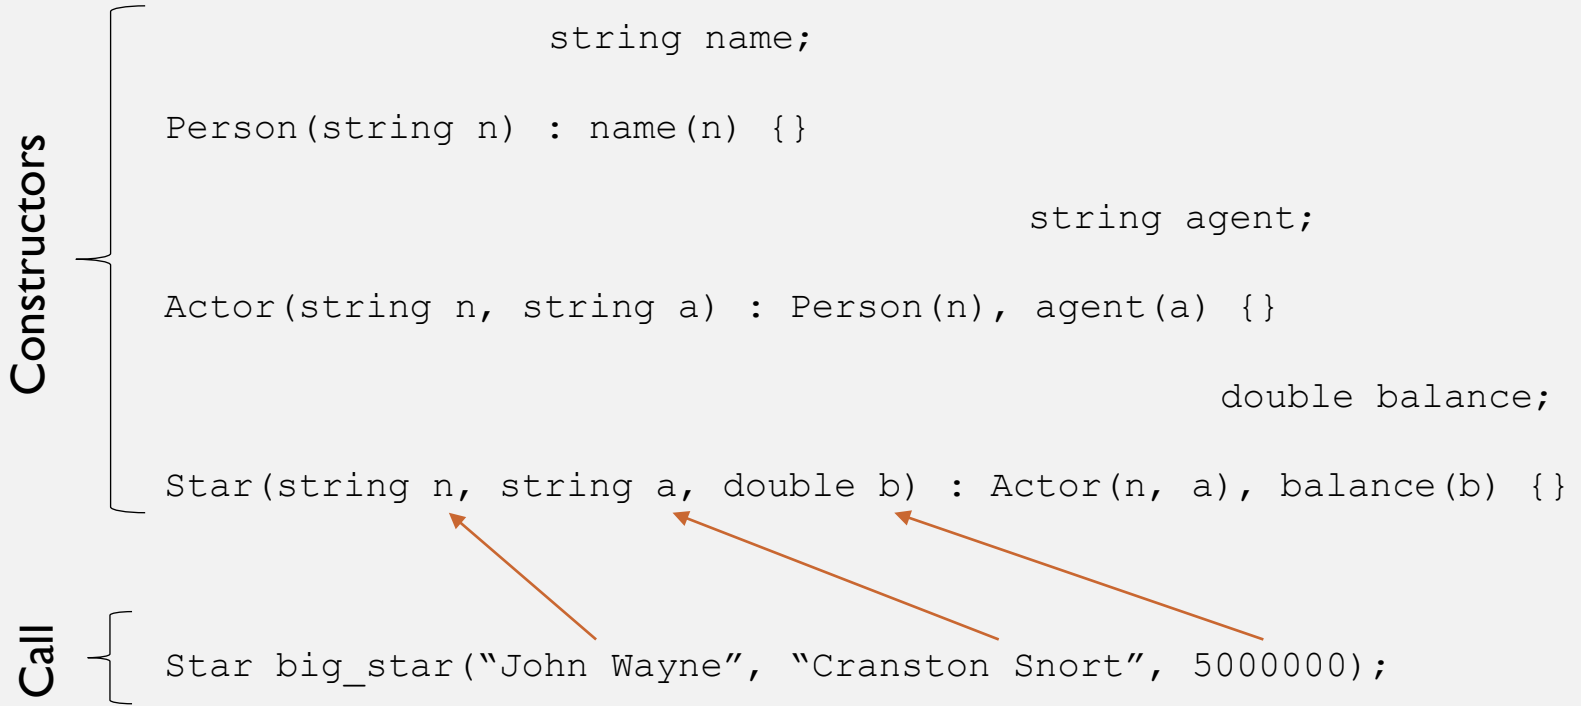 Constructors
string name;
Person(string n) : name(n) {}
string agent;
Actor(string n, string a) : Person(n), agent(a) {}
double balance;
Star(string n, string a, double b) : Actor(n, a), balance(b) {}
Call
Star big_star(“John Wayne”, “Cranston Snort”, 5000000);